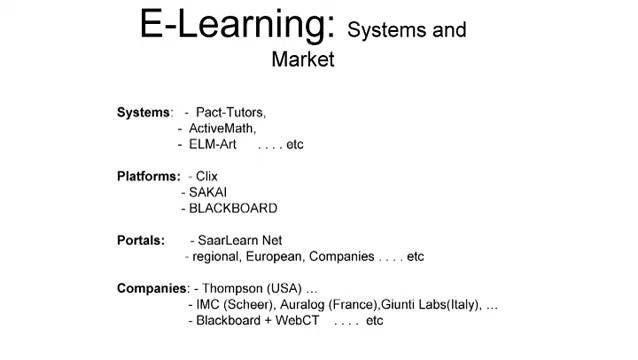 E-Learning: Systems and
Market
Systems: - Pact-Tutors,
- ActiveMath,
- ELM-Art . . . . etc
Platforms: - Clix
- SAKAI
- BLACKBOARD
Portals: - SaarLearn Net
- regional, European, Companies . . . . etc
Companies: - Thompson (USA) …
- IMC (Scheer), Auralog (France),Giunti Labs(Italy), …
- Blackboard + WebCT . . . . etc